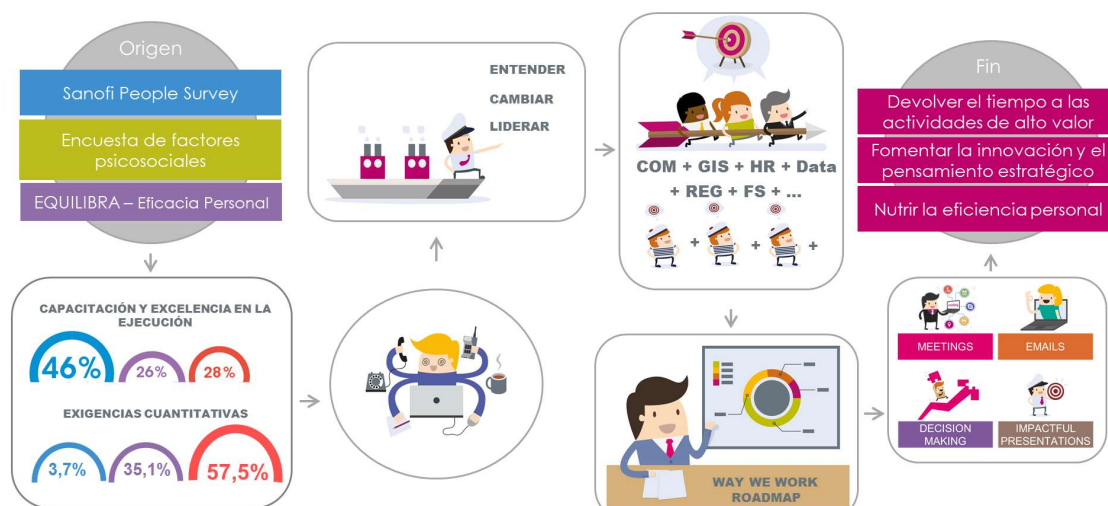 Origen
Sanofi People Survey
Encuesta de factores
psicosociales
EQUILIBRA – Eficacia Personal
CAPACITACIÓN Y EXCELENCIA EN LA
EJECUCIÓN
46%
26%
28%
EXIGENCIAS CUANTITATIVAS
3,7%
35,1%
57,5%
ENTENDER
CAMBIAR
LIDERAR
COM + GIS + HR + Data
+ REG + FS + ...
+ + +
WAY WE WORK
ROADMAP
MEETINGS
EMAILS
DECISION
MAKING
IMPACTFUL
PRESENTATIONS
Fin
Devolver el tiempo a las
actividades de alto valor
Fomentar la innovación y el
pensamiento estratégico
Nutrir la eficiencia personal